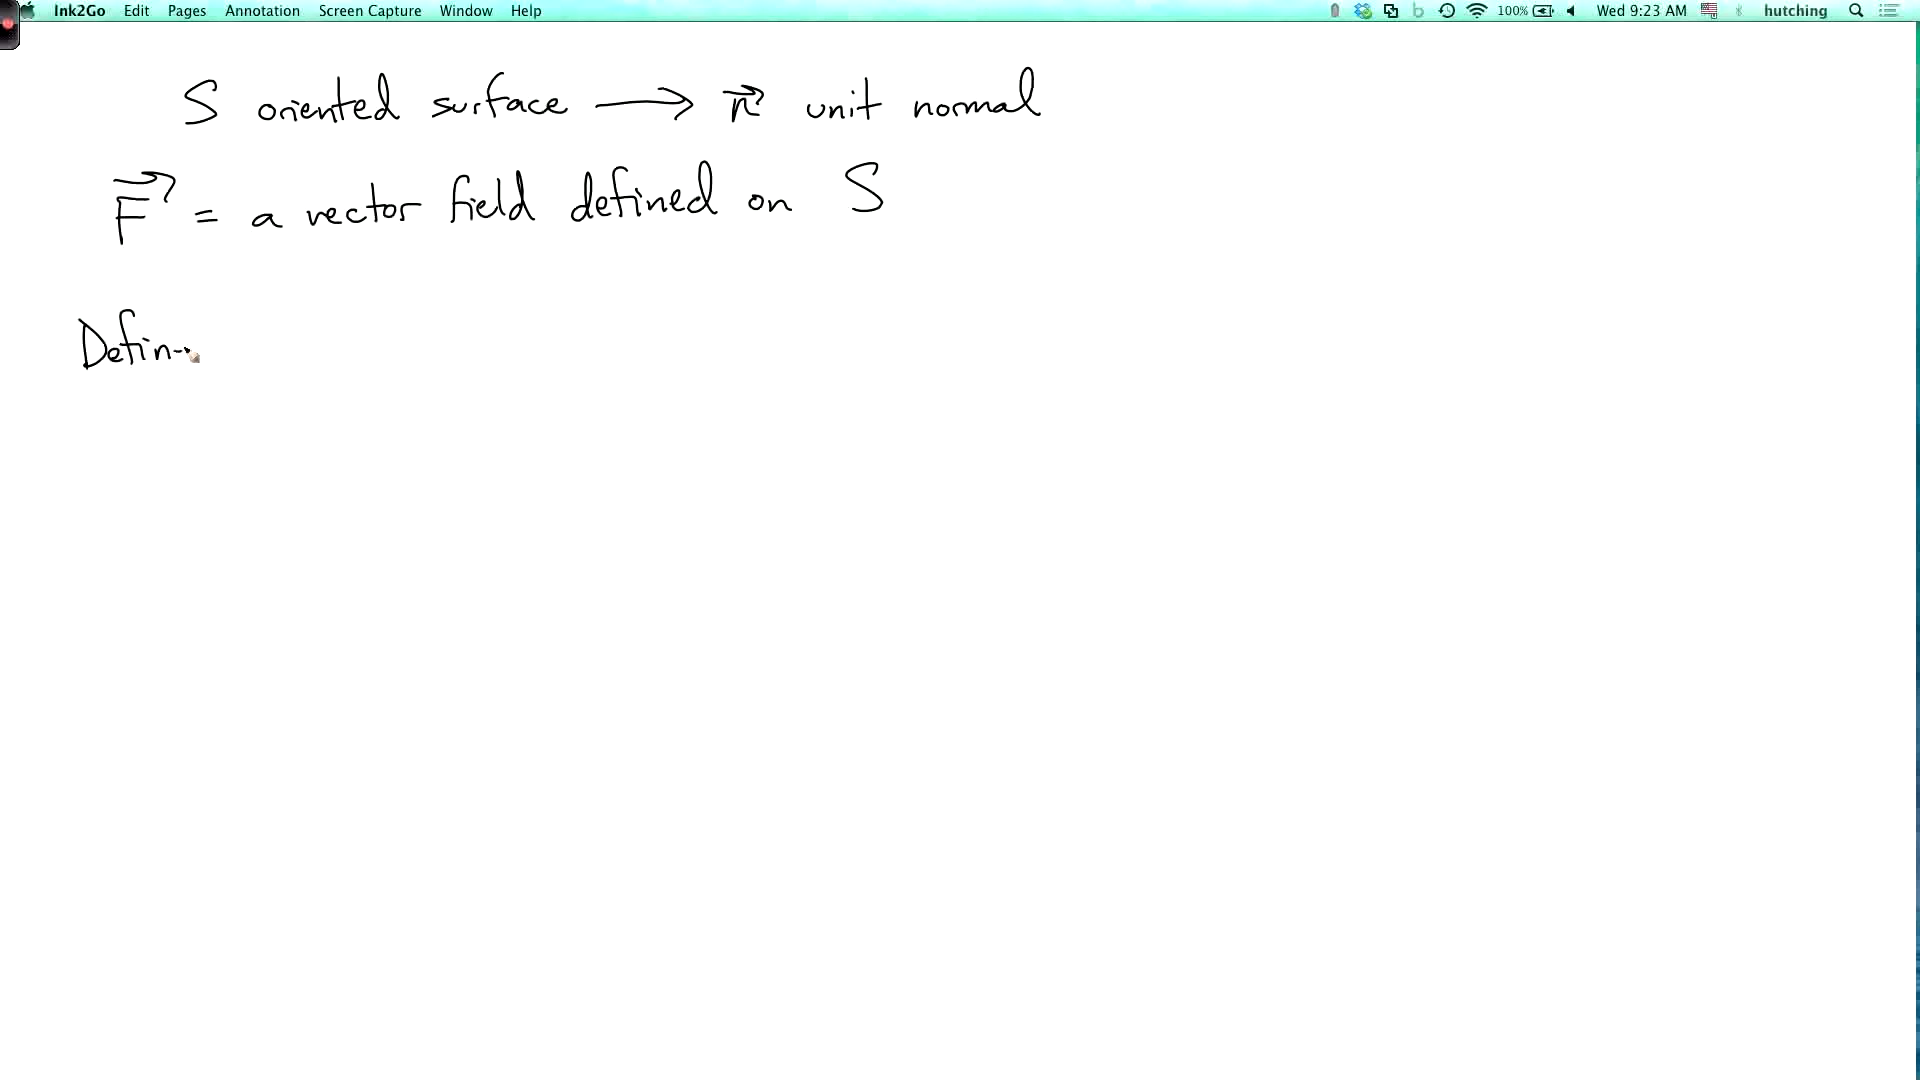 Ink2Go Edit Pages Annotation Screen Capture Window Help 100% Wed 9:23 AM hutching
S oriented surface ⟶ n⃗ unit normal
F⃗ = a vector field defined on S
Defin